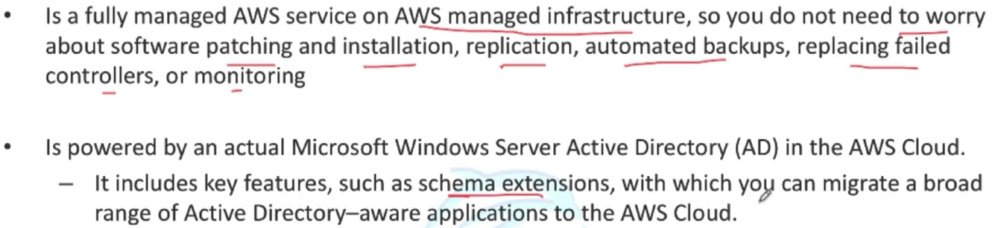 • Is a fully managed AWS service on AWS managed infrastructure, so you do not need to worry
about software patching and installation, replication, automated backups, replacing failed
controllers, or monitoring
• Is powered by an actual Microsoft Windows Server Active Directory (AD) in the AWS Cloud.
– It includes key features, such as schema extensions, with which you can migrate a broad
range of Active Directory–aware applications to the AWS Cloud.